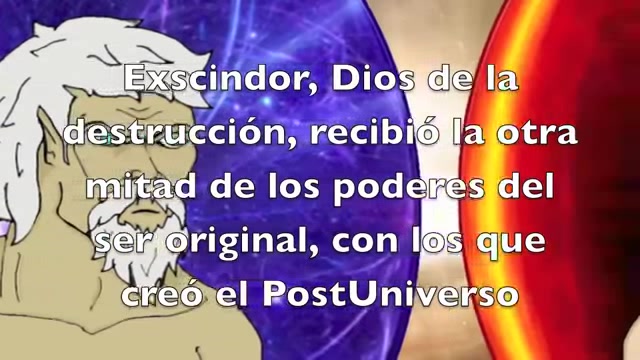 Exscindor, Dios de la
destrucción, recibió la otra
mitad de los poderes del
ser original, con los que
creó el PostUniverso